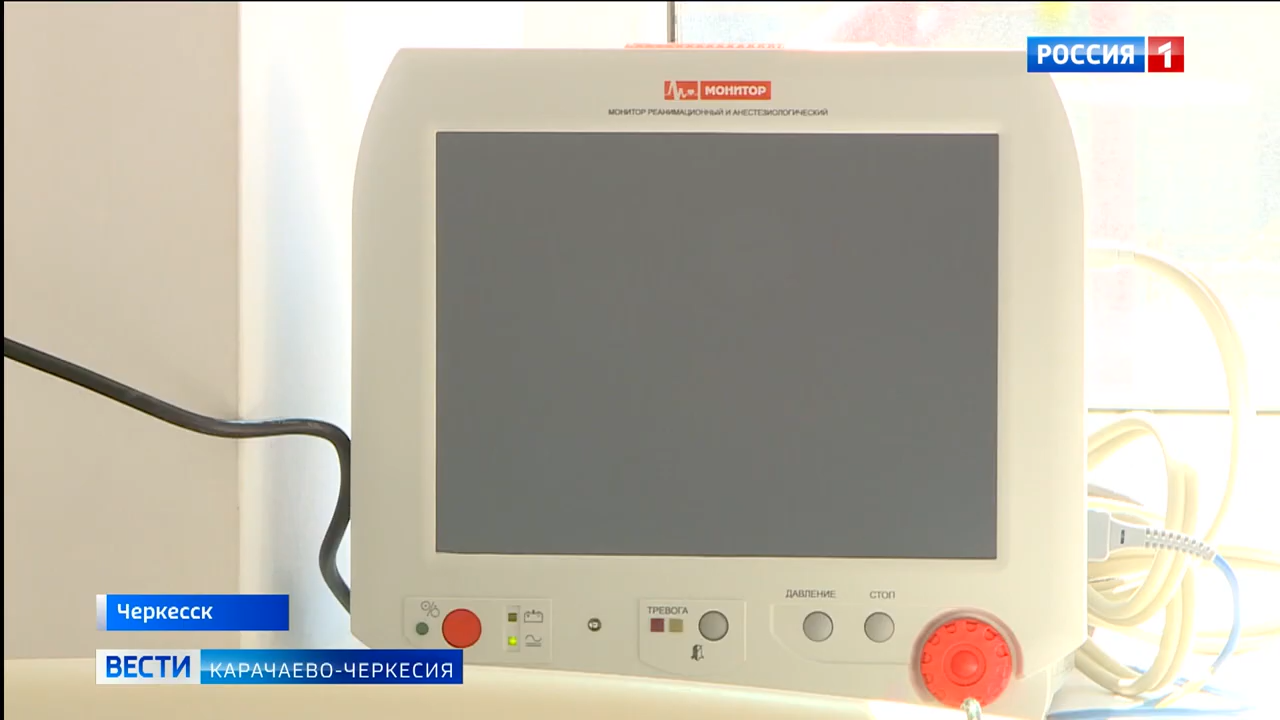 РОССИЯ 1
МОНИТОР
МОНИТОР РЕАНИМАЦИОННЫЙ И АНЕСТЕЗИОЛОГИЧЕСКИЙ
ДАВЛЕНИЕ СТОП
ТРЕВОГА
Черкесск
ВЕСТИ КАРАЧАЕВО-ЧЕРКЕСИЯ